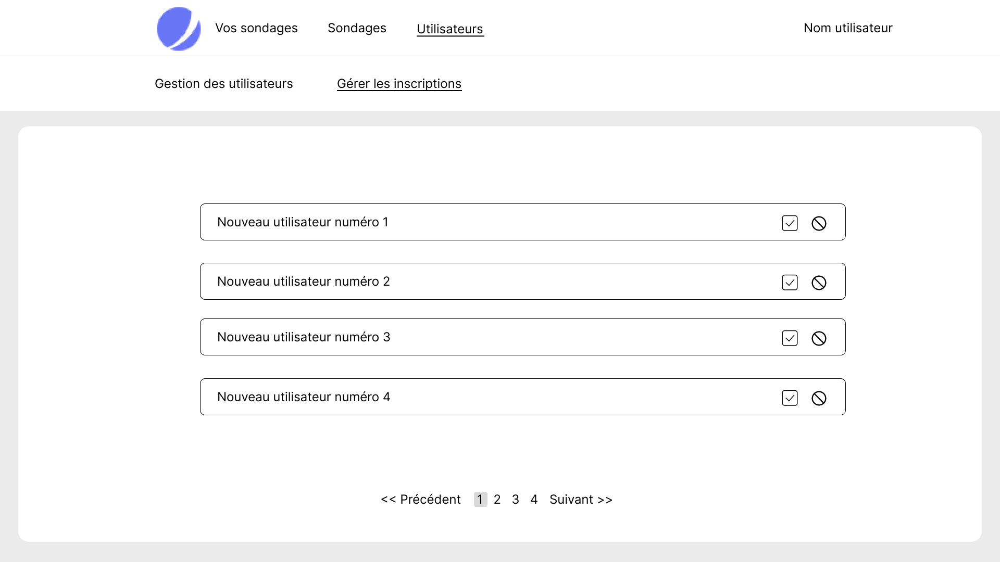 Vos sondages Sondages Utilisateurs Nom utilisateur
Gestion des utilisateurs Gérer les inscriptions
Nouveau utilisateur numéro 1
Nouveau utilisateur numéro 2
Nouveau utilisateur numéro 3
Nouveau utilisateur numéro 4
<< Précédent 1 2 3 4 Suivant >>